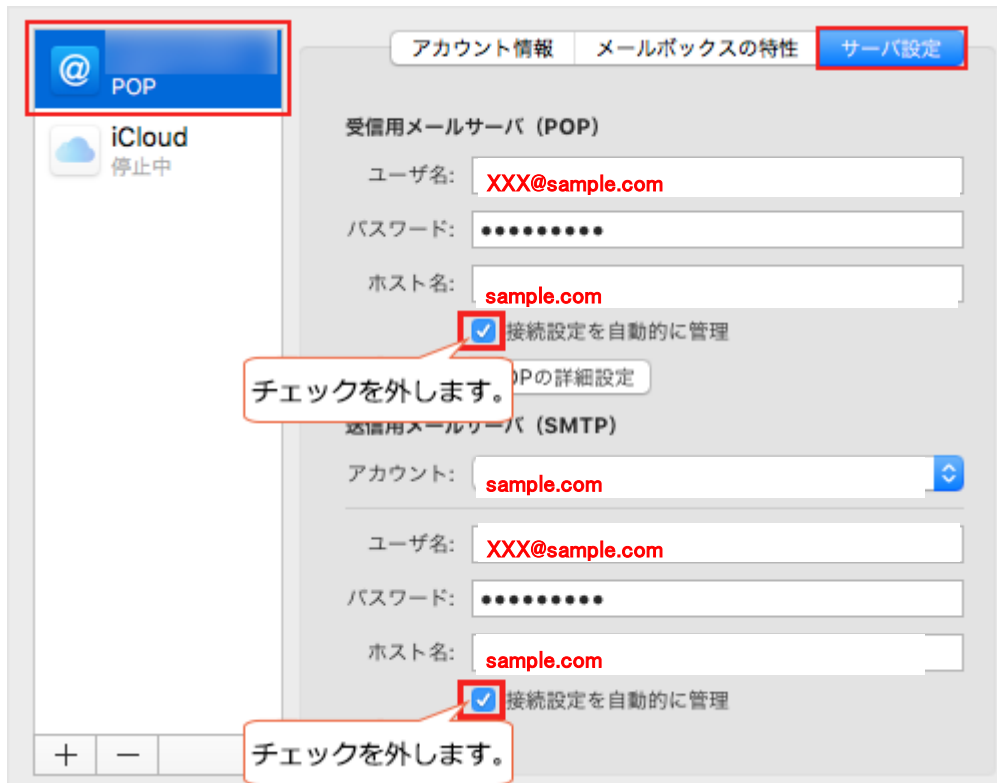 アカウント情報 メールボックスの特性 サーバ設定
@
POP
iCloud
停止中
受信用メールサーバ（POP）
ユーザ名: XXX@sample.com
パスワード: •••••••••
ホスト名: sample.com
接続設定を自動的に管理
チェックを外します。
OPの詳細設定
送信用メールサーバ（SMTP）
アカウント: sample.com
ユーザ名: XXX@sample.com
パスワード: •••••••••
ホスト名: sample.com
接続設定を自動的に管理
チェックを外します。
+ −